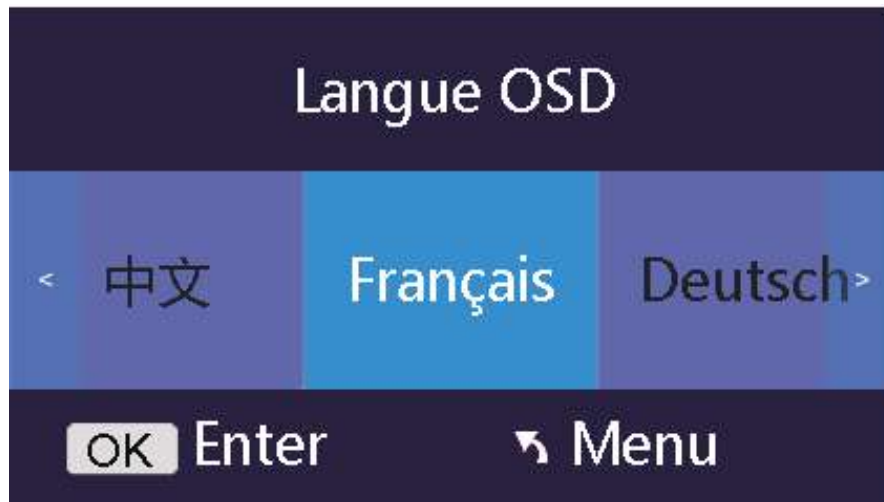 Langue OSD
< 中文 Français Deutsch >
OK Enter Menu